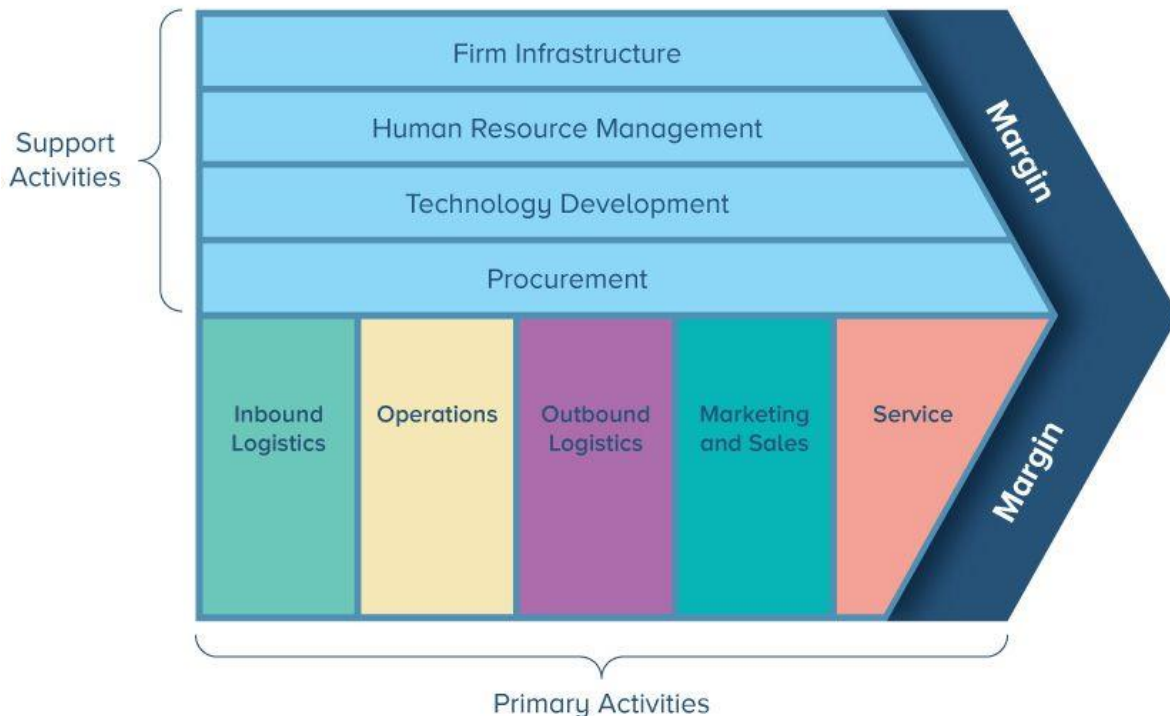 Firm Infrastructure
Human Resource Management
Technology Development
Procurement
Support
Activities
Margin
Inbound
Logistics
Operations
Outbound
Logistics
Marketing
and Sales
Service
Margin
Primary Activities